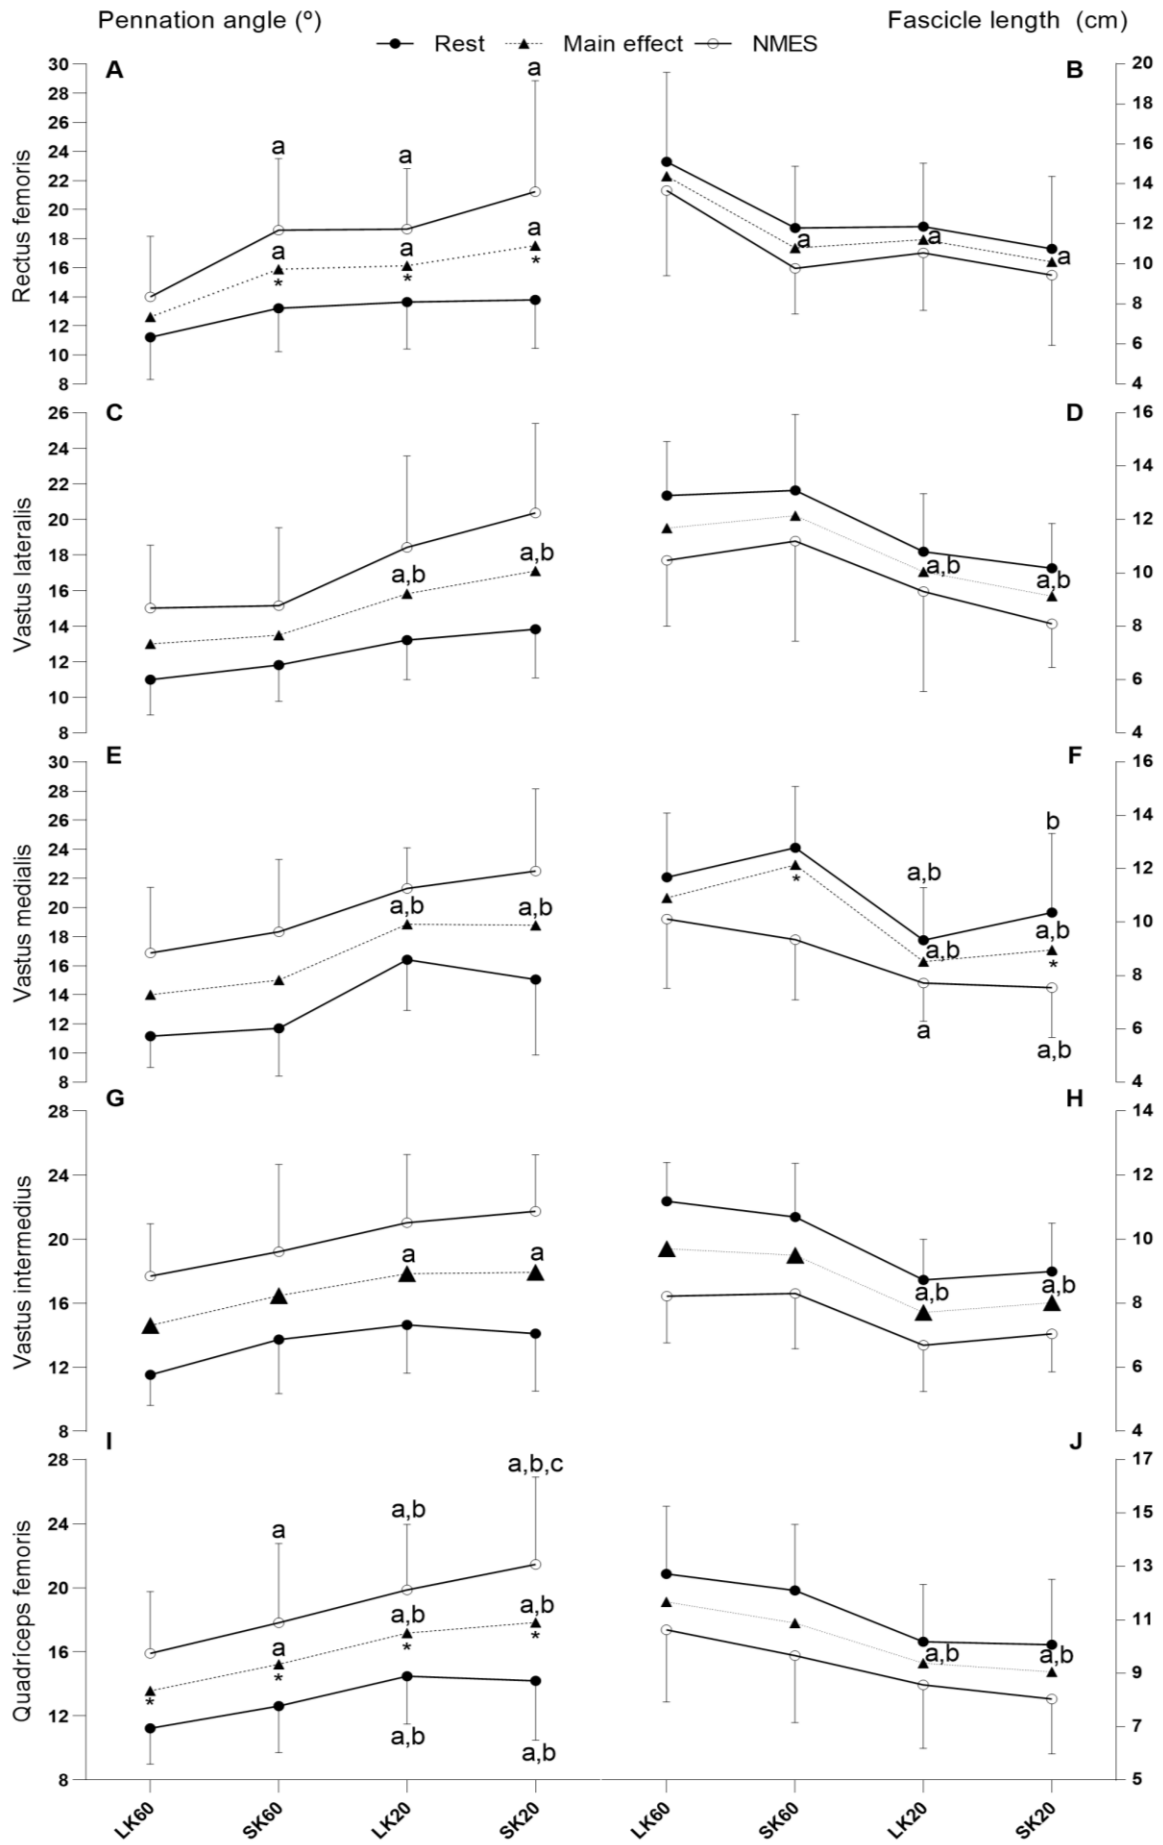 Pennation angle (º) Fascicle length (cm)
Rest Main effect NMES
A B
Rectus femoris
30 28 26 24 22 20 18 16 14 12 10 8
a a a
a a a
* * *
a a a
20 18 16 14 12 10 8 6 4
C D
Vastus lateralis
26 24 22 20 18 16 14 12 10 8
a,b a,b
a,b a,b
16 14 12 10 8 6 4
E F
Vastus medialis
30 28 26 24 22 20 18 16 14 12 10 8
a,b a,b
a,b b
* a,b a,b *
a a,b
16 14 12 10 8 6 4
G H
Vastus intermedius
28 24 20 16 12 8
a a
a,b a,b
14 12 10 8 6 4
I J
Quadriceps femoris
28 24 20 16 12 8
a a,b a,b,c
a a,b a,b
* * * *
a,b a,b
a,b a,b
17 15 13 11 9 7 5
LK60 SK60 LK20 SK20 LK60 SK60 LK20 SK20